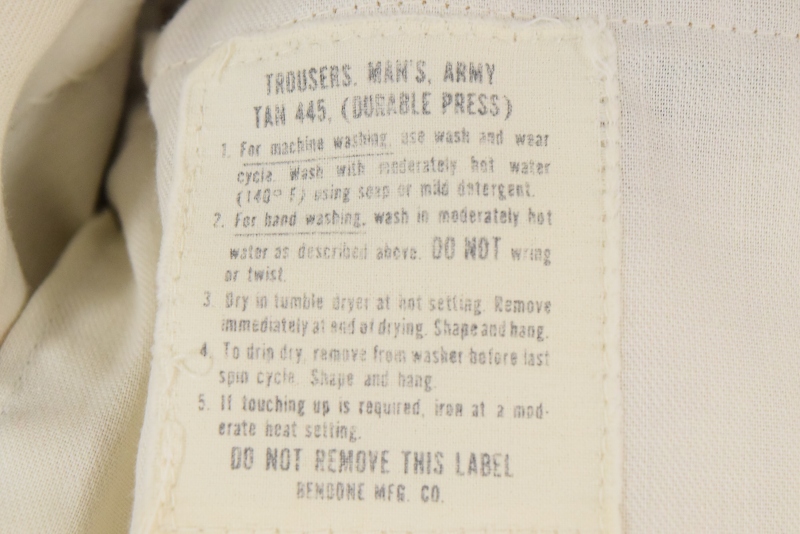 TROUSERS. MAN'S. ARMY
TAN 445. (DURABLE PRESS)
1. For machine washing, use wash and wear
cycle. Wash with moderately hot water
(140° F) using soap or mild detergent.
2. For hand washing, wash in moderately hot
water as described above. DO NOT wring
or twist.
3. Dry in tumble dryer at hot setting. Remove
immediately at end of drying. Shape and hang.
4. To drip dry, remove from washer before last
spin cycle. Shape and hang.
5. If touching up is required, iron at a mod-
erate heat setting.
DO NOT REMOVE THIS LABEL
BENDONE MFG. CO.